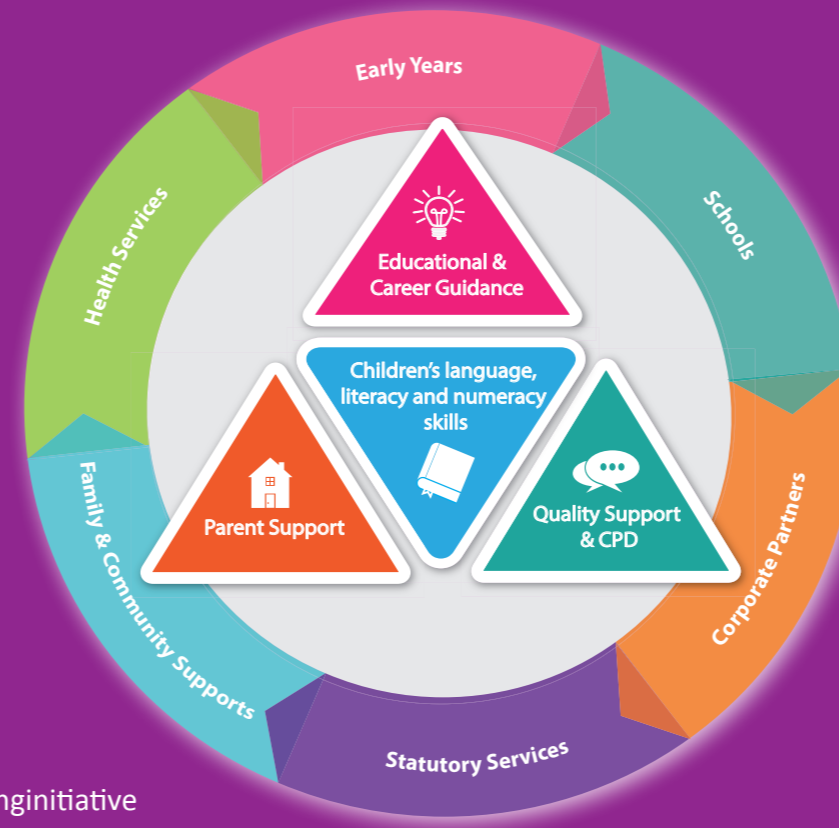 Early Years
Schools
Health Services
Educational &
Career Guidance
Children's language,
literacy and numeracy
skills
Parent Support
Quality Support
& CPD
Family & Community Supports
Corporate Partners
Statutory Services
nginitiative